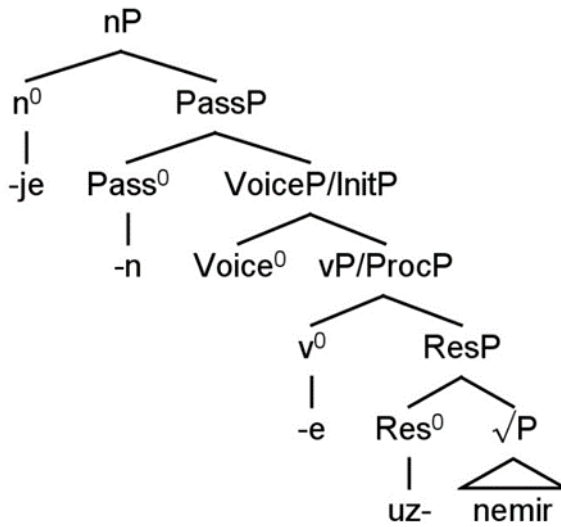 nP
n⁰ PassP
-je Pass⁰ VoiceP/InitP
-n Voice⁰ vP/ProcP
v⁰ ResP
-e Res⁰ √P
uz- nemir